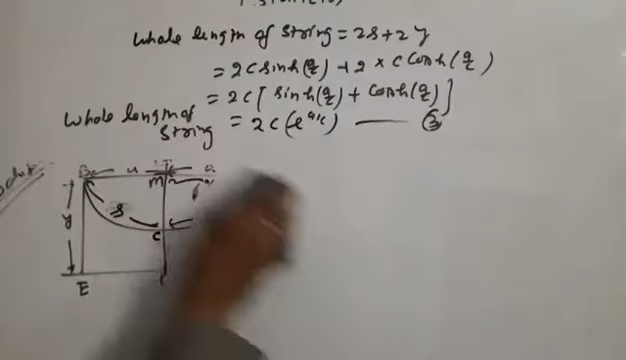 Whole length of string = 2s + 2y
= 2c sinh(a/c) + 2 × c cosh(a/c)
= 2c[sinh(a/c) + cosh(a/c)]
Whole length of string = 2c(e^a/c) — ③
M
y
s
C
E